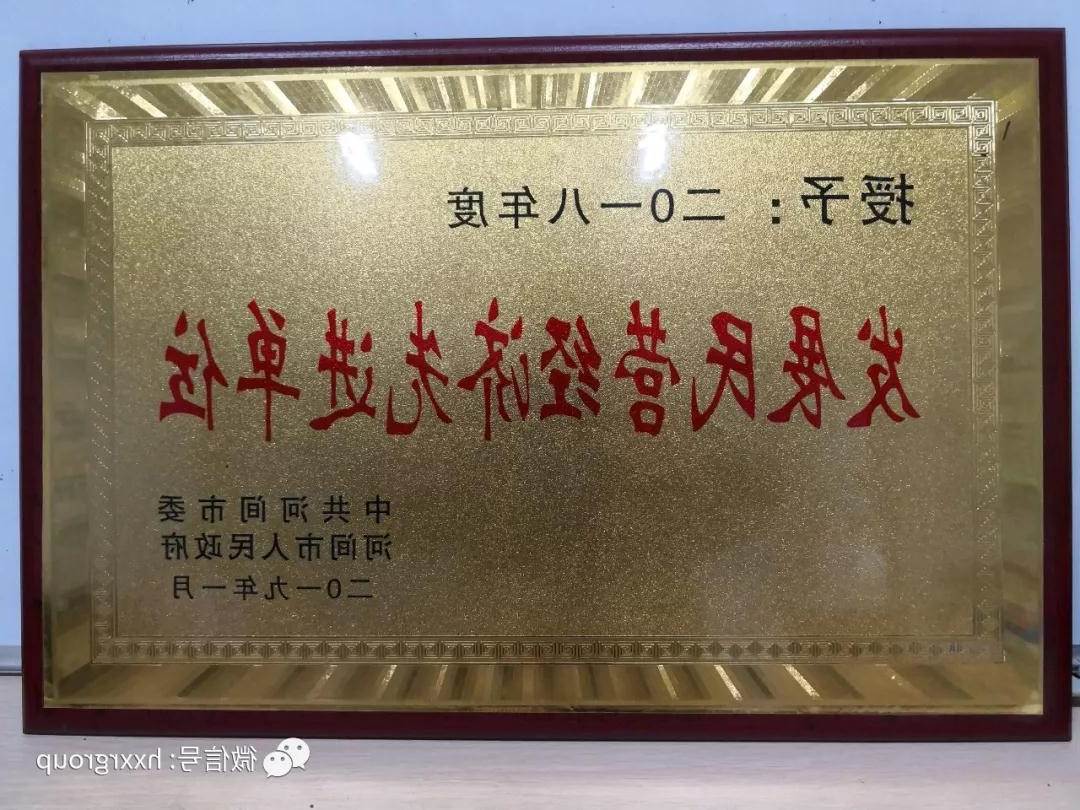 授予：二〇一八年度
发展民营经济先进单位
中共河间市委
河间市人民政府
二〇一九年一月
微信号: hxxrgroup